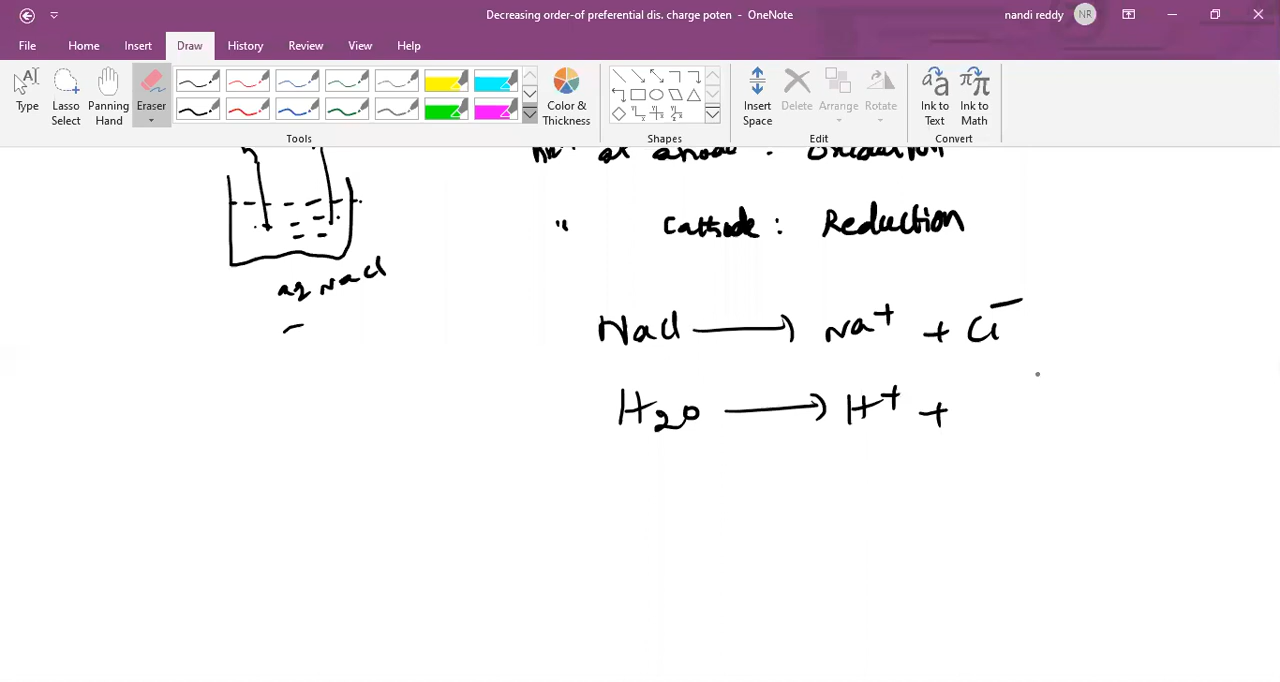 Decreasing order-of preferential dis. charge poten - OneNote
nandi reddy NR
File Home Insert Draw History Review View Help
Type Lasso Select Panning Hand Eraser Color & Thickness Insert Space Delete Arrange Rotate Ink to Text Ink to Math
Tools Shapes Edit Convert
at anode :
" Cathode : Reduction
aq NaCl
NaCl → Na⁺ + Cl⁻
H₂O → H⁺ +